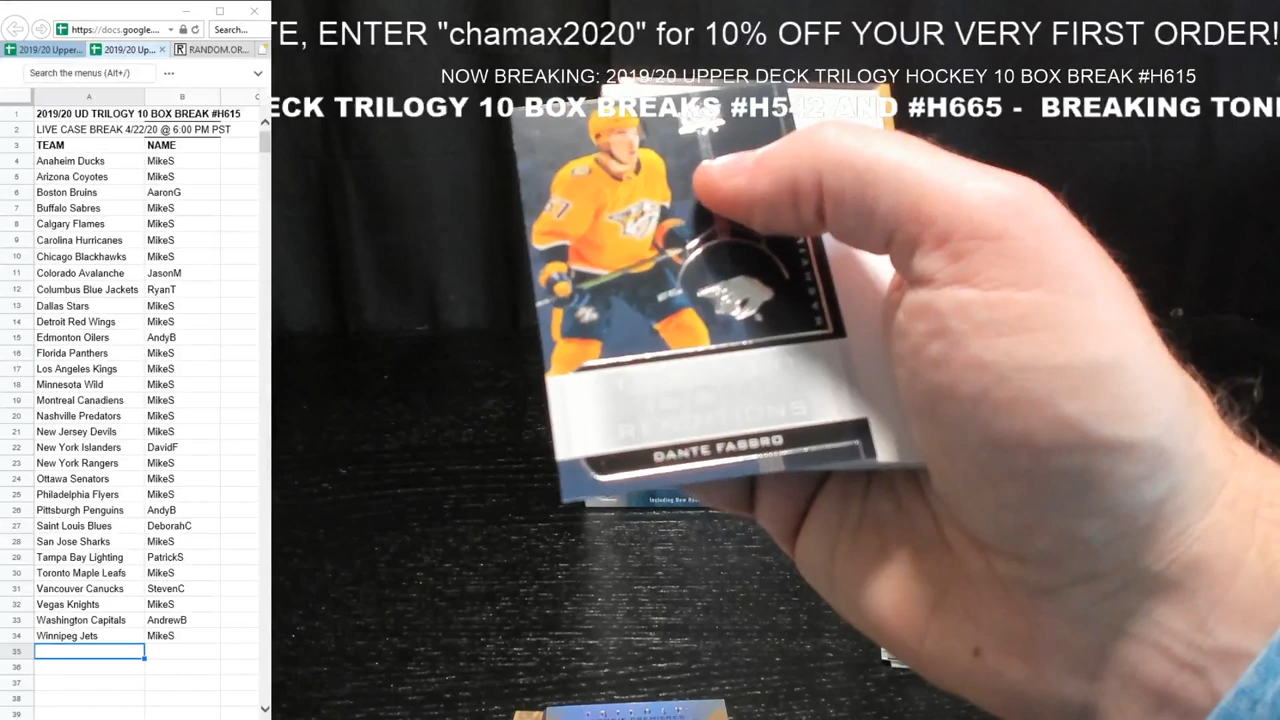 https://docs.google....
2019/20 Upper...
2019/20 Up...
RANDOM.OR...
Search...
Search the menus (Alt+/)
A B C
1 2019/20 UD TRILOGY 10 BOX BREAK #H615
2 LIVE CASE BREAK 4/22/20 @ 6:00 PM PST
3 TEAM NAME
4 Anaheim Ducks MikeS
5 Arizona Coyotes MikeS
6 Boston Bruins AaronG
7 Buffalo Sabres MikeS
8 Calgary Flames MikeS
9 Carolina Hurricanes MikeS
10 Chicago Blackhawks MikeS
11 Colorado Avalanche JasonM
12 Columbus Blue Jackets RyanT
13 Dallas Stars MikeS
14 Detroit Red Wings MikeS
15 Edmonton Oilers AndyB
16 Florida Panthers MikeS
17 Los Angeles Kings MikeS
18 Minnesota Wild MikeS
19 Montreal Canadiens MikeS
20 Nashville Predators MikeS
21 New Jersey Devils MikeS
22 New York Islanders DavidF
23 New York Rangers MikeS
24 Ottawa Senators MikeS
25 Philadelphia Flyers MikeS
26 Pittsburgh Penguins AndyB
27 Saint Louis Blues DeborahC
28 San Jose Sharks MikeS
29 Tampa Bay Lighting PatrickS
30 Toronto Maple Leafs MikeS
31 Vancouver Canucks StevenC
32 Vegas Knights MikeS
33 Washington Capitals AndrewB
34 Winnipeg Jets MikeS
35
36
37
38
39
TE, ENTER "chamax2020" for 10% OFF YOUR VERY FIRST ORDER!
NOW BREAKING: 2019/20 UPPER DECK TRILOGY HOCKEY 10 BOX BREAK #H615
ECK TRILOGY 10 BOX BREAKS #H542 AND #H665 - BREAKING TONI
DANTE FABBRO
Including New
TRILOGY
PREMIERES